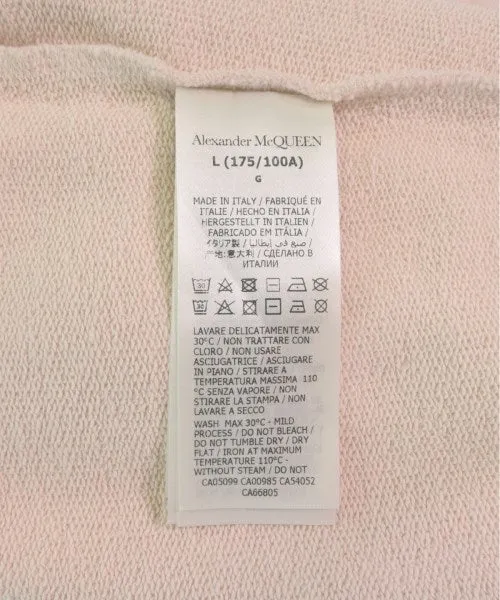 Alexander McQUEEN
L (175/100A)
G
MADE IN ITALY / FABRIQUÉ EN
ITALIE / HECHO EN ITALIA /
HERGESTELLT IN ITALIEN /
FABRICADO EM ITÁLIA /
イタリア製 / صنع في إيطاليا /
产地:意大利 / СДЕЛАНО В
ИТАЛИИ
30
30
LAVARE DELICATAMENTE MAX
30°C / NON TRATTARE CON
CLORO / NON USARE
ASCIUGATRICE / ASCIUGARE
IN PIANO / STIRARE A
TEMPERATURA MASSIMA 110
°C SENZA VAPORE / NON
STIRARE LA STAMPA / NON
LAVARE A SECCO
WASH MAX 30°C - MILD
PROCESS / DO NOT BLEACH /
DO NOT TUMBLE DRY / DRY
FLAT / IRON AT MAXIMUM
TEMPERATURE 110°C -
WITHOUT STEAM / DO NOT
CA05099 CA00985 CA54052
CA66805